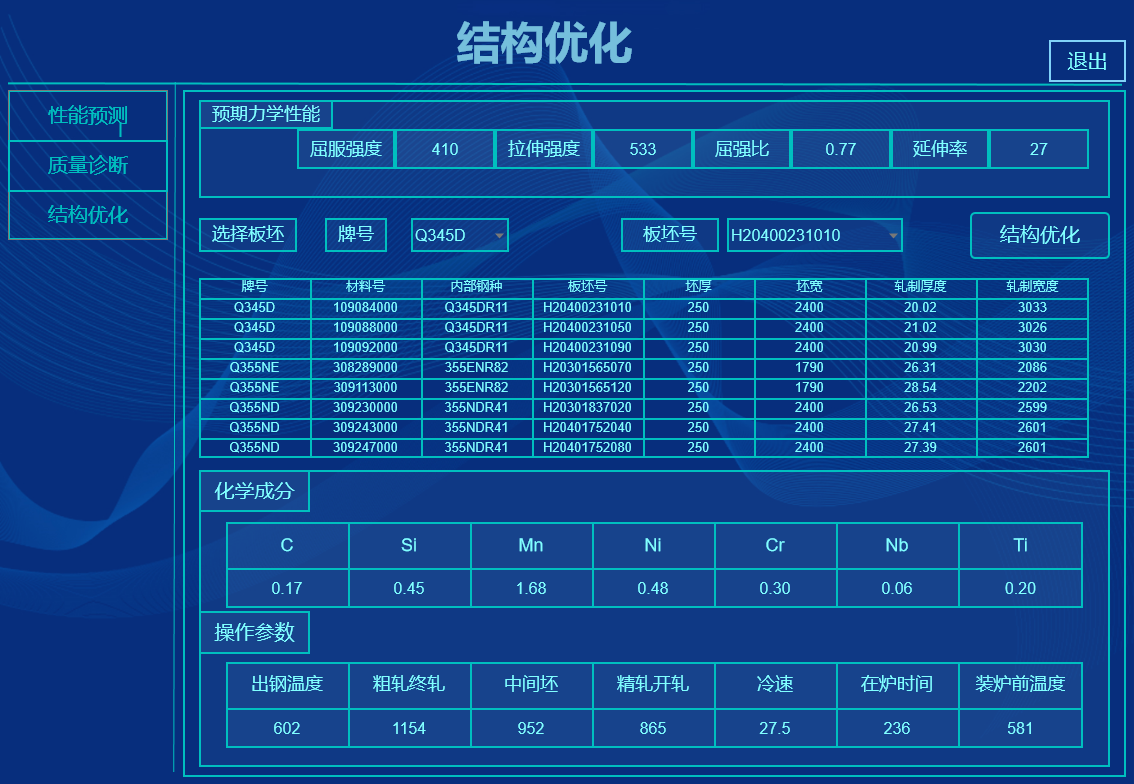 结构优化
退出
性能预测
质量诊断
结构优化
预期力学性能
屈服强度 410 拉伸强度 533 屈强比 0.77 延伸率 27
选择板坯 牌号 Q345D 板坯号 H20400231010 结构优化
牌号 材料号 内部钢种 板坯号 坯厚 坯宽 轧制厚度 轧制宽度
Q345D 109084000 Q345DR11 H20400231010 250 2400 20.02 3033
Q345D 109088000 Q345DR11 H20400231050 250 2400 21.02 3026
Q345D 109092000 Q345DR11 H20400231090 250 2400 20.99 3030
Q355NE 308289000 355ENR82 H20301565070 250 1790 26.31 2086
Q355NE 309113000 355ENR82 H20301565120 250 1790 28.54 2202
Q355ND 309230000 355NDR41 H20301837020 250 2400 26.53 2599
Q355ND 309243000 355NDR41 H20401752040 250 2400 27.41 2601
Q355ND 309247000 355NDR41 H20401752080 250 2400 27.39 2601
化学成分
C Si Mn Ni Cr Nb Ti
0.17 0.45 1.68 0.48 0.30 0.06 0.20
操作参数
出钢温度 粗轧终轧 中间坯 精轧开轧 冷速 在炉时间 装炉前温度
602 1154 952 865 27.5 236 581